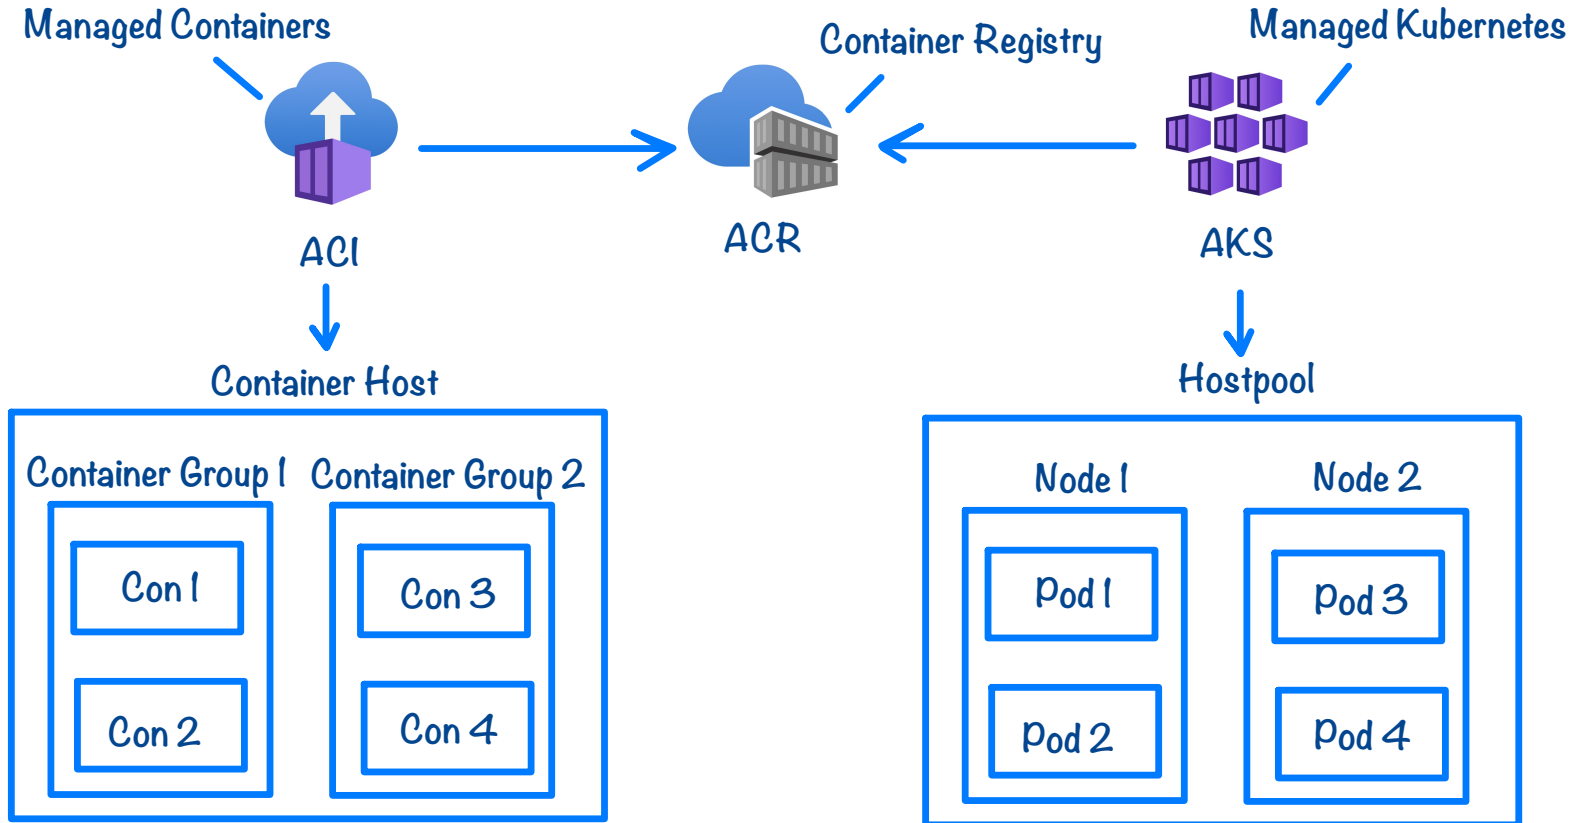 Managed Containers
Container Registry
Managed Kubernetes
ACI
ACR
AKS
Container Host
Hostpool
Container Group 1
Container Group 2
Node 1
Node 2
Con 1
Con 3
Pod 1
Pod 3
Con 2
Con 4
Pod 2
Pod 4